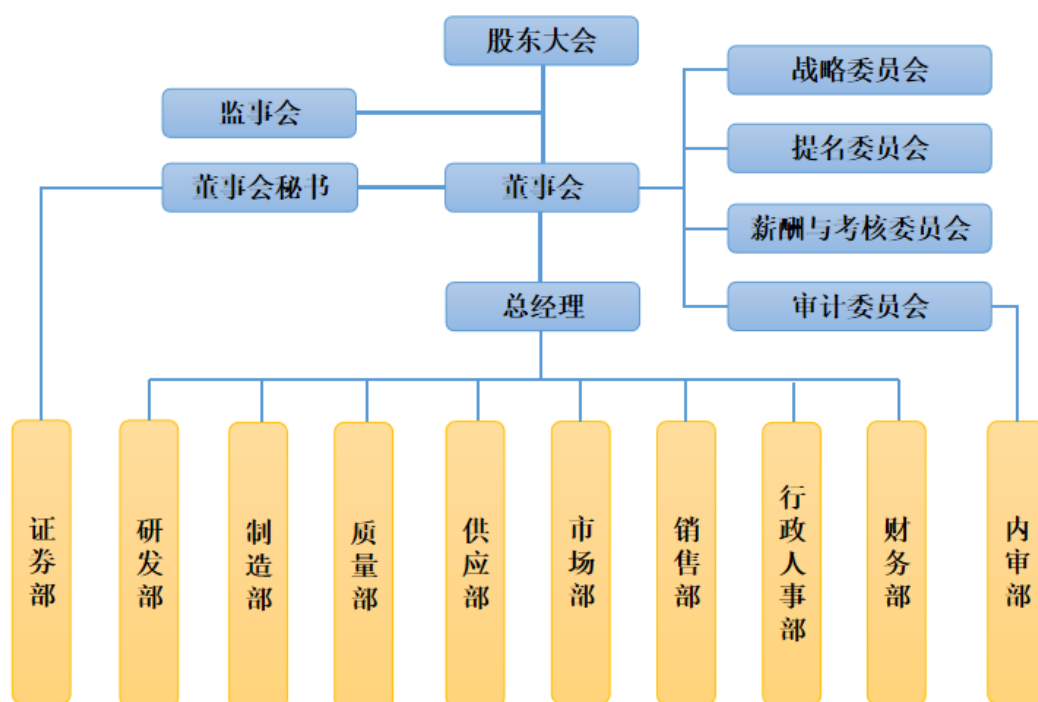 股东大会
战略委员会
监事会
提名委员会
董事会秘书
董事会
薪酬与考核委员会
总经理
审计委员会
证券部
研发部
制造部
质量部
供应部
市场部
销售部
行政人事部
财务部
内审部